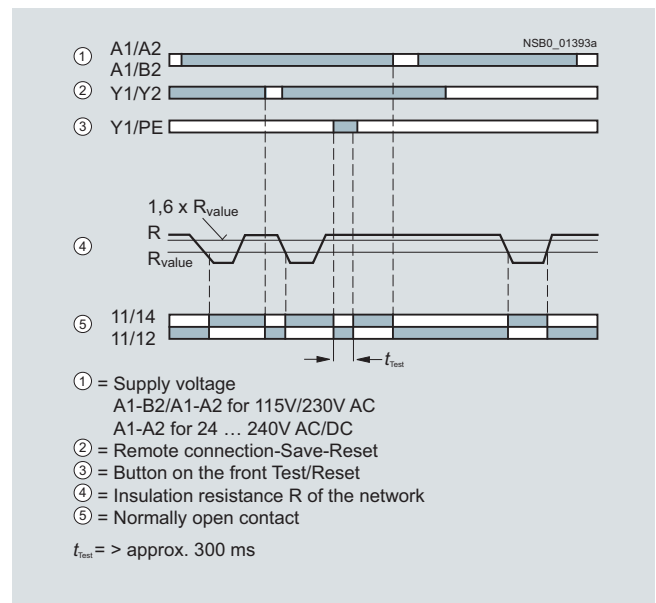 NSB0_01393a
① A1/A2
A1/B2
② Y1/Y2
③ Y1/PE
1,6 x Rvalue
R
④
Rvalue
⑤ 11/14
11/12
tTest
① = Supply voltage
A1-B2/A1-A2 for 115V/230V AC
A1-A2 for 24 … 240V AC/DC
② = Remote connection-Save-Reset
③ = Button on the front Test/Reset
④ = Insulation resistance R of the network
⑤ = Normally open contact
tTest= > approx. 300 ms